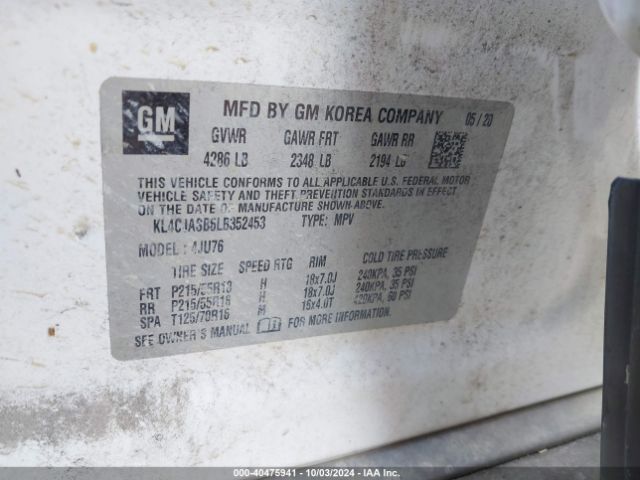 GM
MFD BY GM KOREA COMPANY 05/20
GVWR GAWR FRT GAWR RR
4286 LB 2348 LB 2194 LB
THIS VEHICLE CONFORMS TO ALL APPLICABLE U.S. FEDERAL MOTOR
VEHICLE SAFETY AND THEFT PREVENTION STANDARDS IN EFFECT
ON THE DATE OF MANUFACTURE SHOWN ABOVE.
KL4CJASB5LB352453 TYPE: MPV
MODEL: 4JU76
TIRE SIZE SPEED RTG RIM COLD TIRE PRESSURE
FRT P215/55R18 H 18x7.0J 240KPA, 35 PSI
RR P215/55R18 H 18x7.0J 240KPA, 35 PSI
SPA T125/70R16 M 16x4.0T 420KPA, 60 PSI
SEE OWNER'S MANUAL FOR MORE INFORMATION.
000-40475941 - 10/03/2024 - IAA Inc.